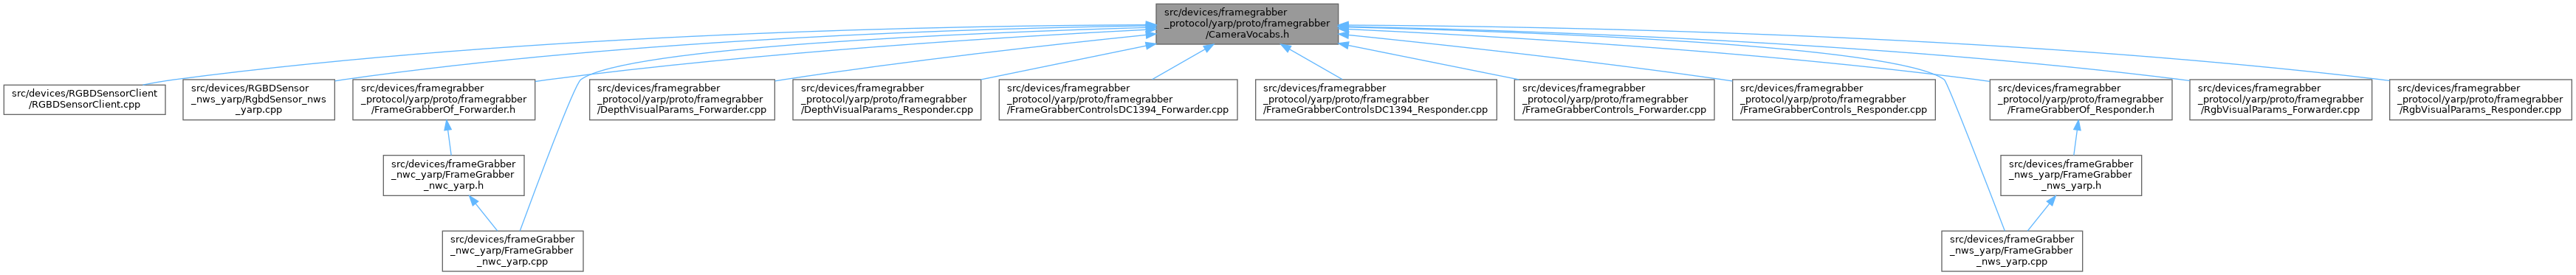 src/devices/framegrabber
_protocol/yarp/proto/framegrabber
/CameraVocabs.h
src/devices/RGBDSensorClient
/RGBDSensorClient.cpp
src/devices/RGBDSensor
_nws_yarp/RgbdSensor_nws
_yarp.cpp
src/devices/framegrabber
_protocol/yarp/proto/framegrabber
/FrameGrabberOf_Forwarder.h
src/devices/framegrabber
_protocol/yarp/proto/framegrabber
/DepthVisualParams_Forwarder.cpp
src/devices/framegrabber
_protocol/yarp/proto/framegrabber
/DepthVisualParams_Responder.cpp
src/devices/framegrabber
_protocol/yarp/proto/framegrabber
/FrameGrabberControlsDC1394_Forwarder.cpp
src/devices/framegrabber
_protocol/yarp/proto/framegrabber
/FrameGrabberControlsDC1394_Responder.cpp
src/devices/framegrabber
_protocol/yarp/proto/framegrabber
/FrameGrabberControls_Forwarder.cpp
src/devices/framegrabber
_protocol/yarp/proto/framegrabber
/FrameGrabberControls_Responder.cpp
src/devices/framegrabber
_protocol/yarp/proto/framegrabber
/FrameGrabberOf_Responder.h
src/devices/framegrabber
_protocol/yarp/proto/framegrabber
/RgbVisualParams_Forwarder.cpp
src/devices/framegrabber
_protocol/yarp/proto/framegrabber
/RgbVisualParams_Responder.cpp
src/devices/frameGrabber
_nwc_yarp/FrameGrabber
_nwc_yarp.h
src/devices/frameGrabber
_nws_yarp/FrameGrabber
_nws_yarp.h
src/devices/frameGrabber
_nwc_yarp/FrameGrabber
_nwc_yarp.cpp
src/devices/frameGrabber
_nws_yarp/FrameGrabber
_nws_yarp.cpp